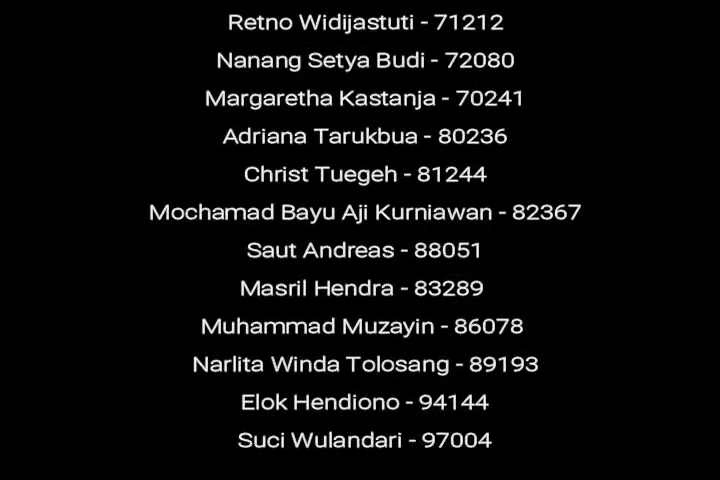 Retno Widijastuti - 71212
Nanang Setya Budi - 72080
Margaretha Kastanja - 70241
Adriana Tarukbua - 80236
Christ Tuegeh - 81244
Mochamad Bayu Aji Kurniawan - 82367
Saut Andreas - 88051
Masril Hendra - 83289
Muhammad Muzayin - 86078
Narlita Winda Tolosang - 89193
Elok Hendiono - 94144
Suci Wulandari - 97004